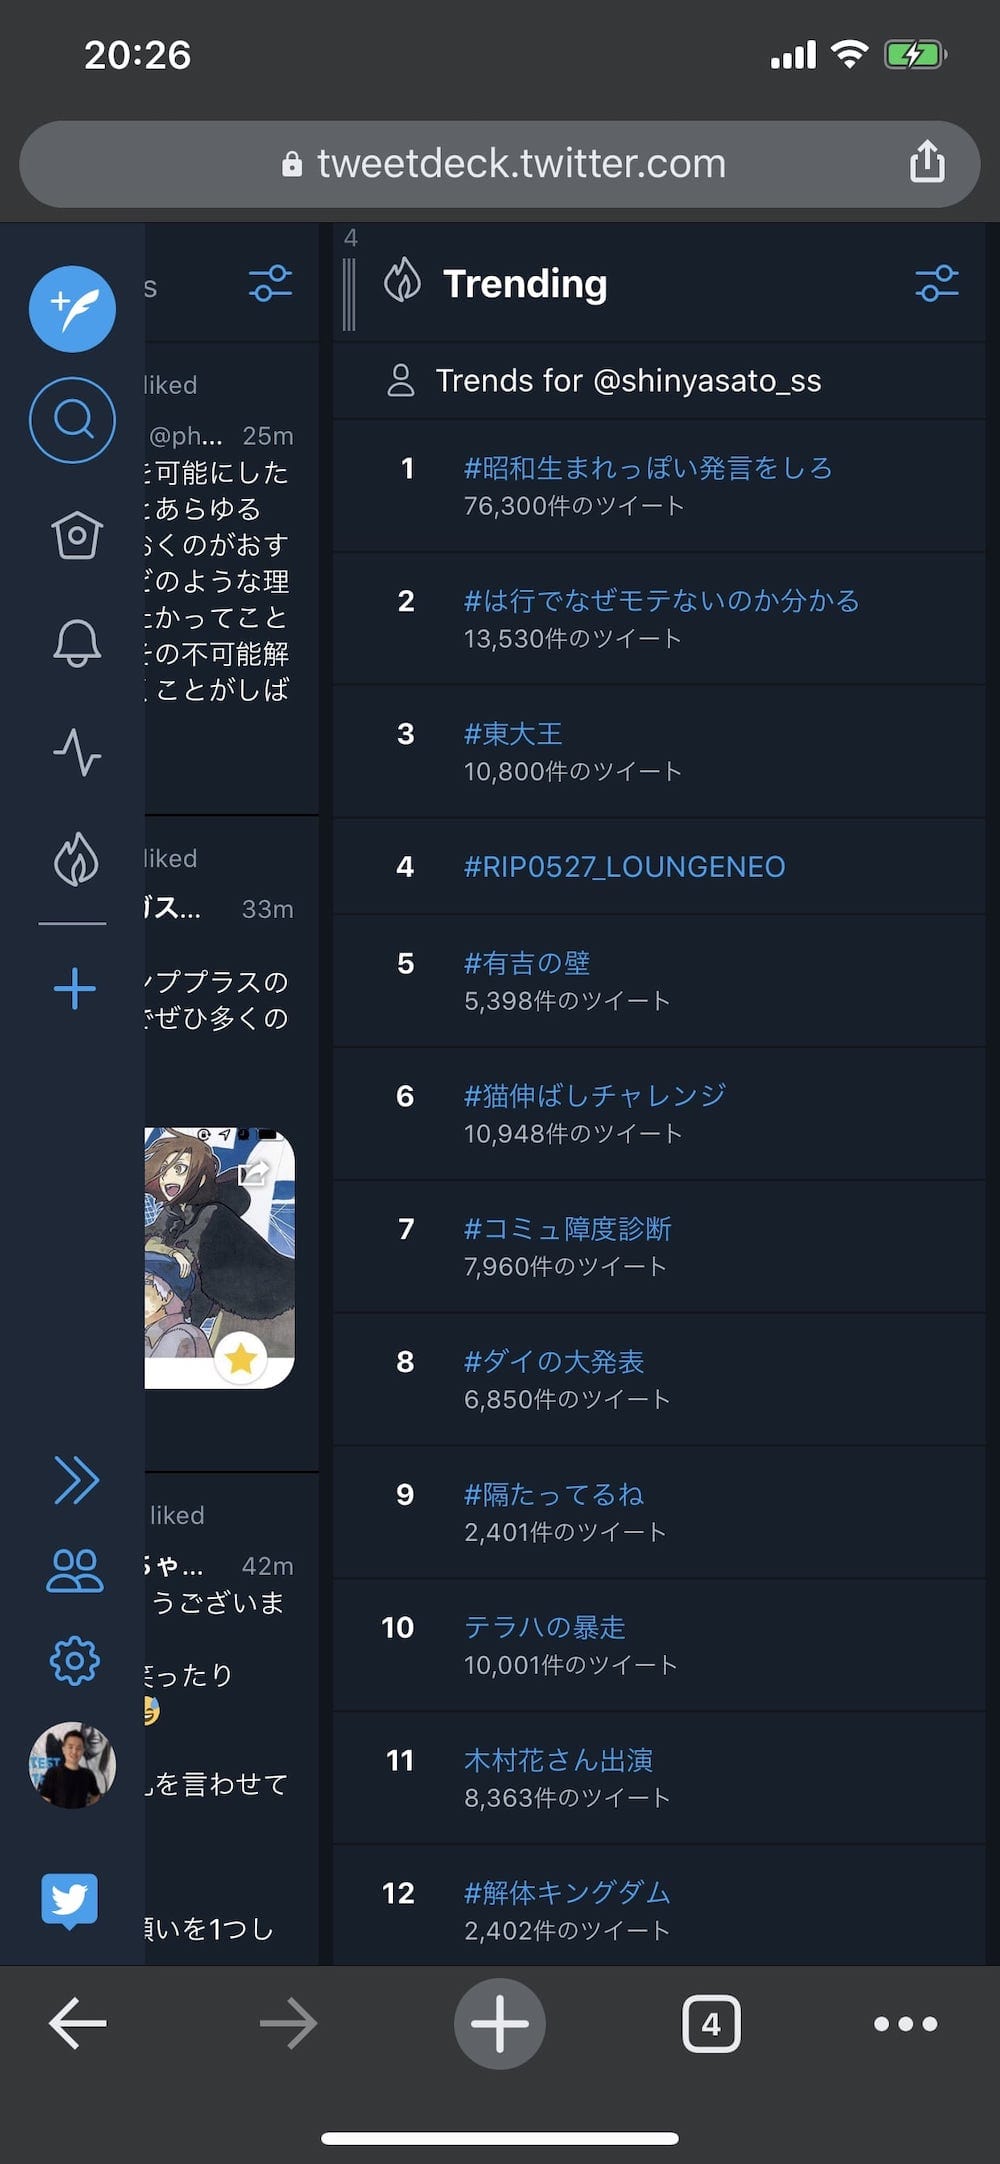 20:26
tweetdeck.twitter.com
s
liked
@ph... 25m
を可能にした
とあらゆる
おくのがおす
どのような理
たかってこと
その不可能解
くことがしば
liked
ガス... 33m
ンププラスの
でぜひ多くの
liked
ちゃ... 42m
うございま
笑ったり
を言わせて
願いを1つし
4
Trending
Trends for @shinyasato_ss
1 #昭和生まれっぽい発言をしろ
76,300件のツイート
2 #は行でなぜモテないのか分かる
13,530件のツイート
3 #東大王
10,800件のツイート
4 #RIP0527_LOUNGENEO
5 #有吉の壁
5,398件のツイート
6 #猫伸ばしチャレンジ
10,948件のツイート
7 #コミュ障度診断
7,960件のツイート
8 #ダイの大発表
6,850件のツイート
9 #隔たってるね
2,401件のツイート
10 テラハの暴走
10,001件のツイート
11 木村花さん出演
8,363件のツイート
12 #解体キングダム
2,402件のツイート
4